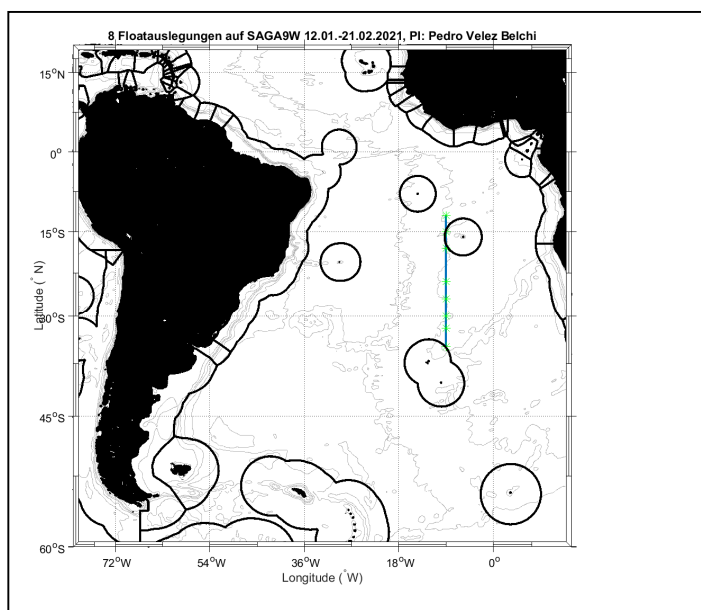 8 Floatauslegungen auf SAGA9W 12.01.-21.02.2021, PI: Pedro Velez Belchi
15°N
0°
15°S
30°S
45°S
60°S
Latitude (°N)
72°W 54°W 36°W 18°W 0°
Longitude (°W)